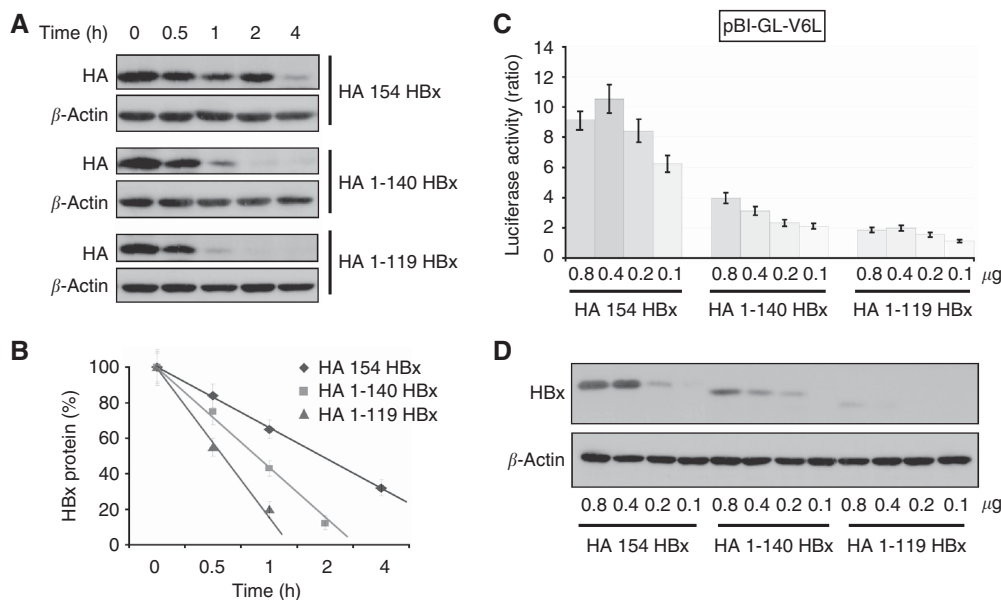 A
Time (h) 0 0.5 1 2 4
HA
β-Actin
HA 154 HBx
HA
β-Actin
HA 1-140 HBx
HA
β-Actin
HA 1-119 HBx
B
HBx protein (%)
100
80
60
40
20
0
HA 154 HBx
HA 1-140 HBx
HA 1-119 HBx
0 0.5 1 2 4
Time (h)
C
pBI-GL-V6L
Luciferase activity (ratio)
14
12
10
8
6
4
2
0
0.8 0.4 0.2 0.1 0.8 0.4 0.2 0.1 0.8 0.4 0.2 0.1 μg
HA 154 HBx HA 1-140 HBx HA 1-119 HBx
D
HBx
β-Actin
0.8 0.4 0.2 0.1 0.8 0.4 0.2 0.1 0.8 0.4 0.2 0.1 μg
HA 154 HBx HA 1-140 HBx HA 1-119 HBx